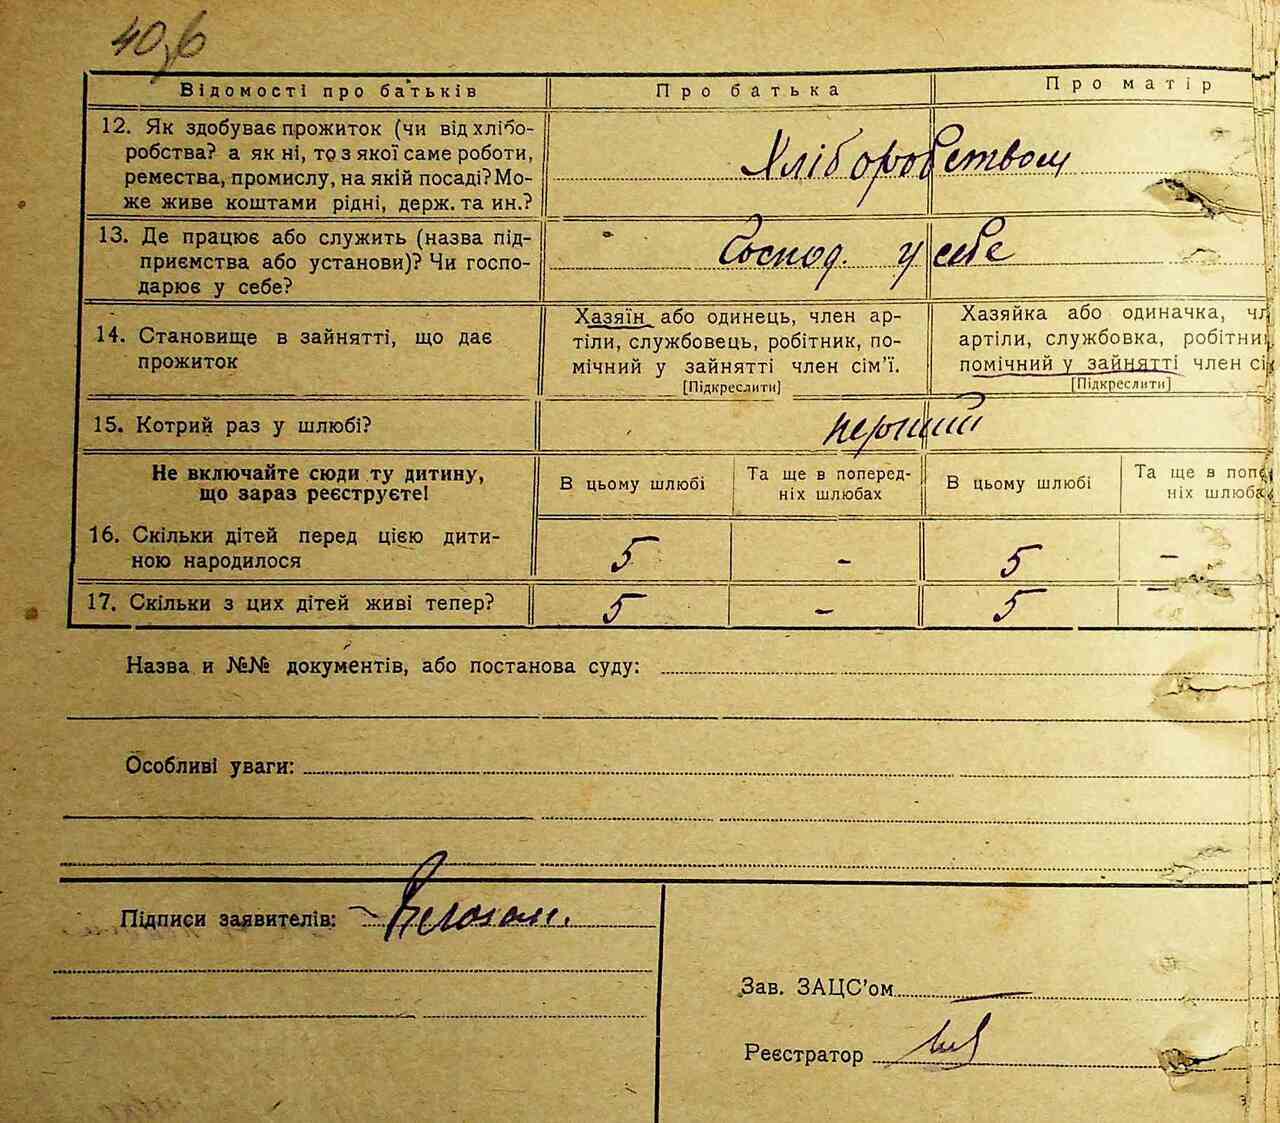 40, б
Відомості про батьків Про батька Про матір
12. Як здобуває прожиток (чи від хлібо-
робства? а як ні, то з якої саме роботи,
ремества, промислу, на якій посаді? Мо-
же живе коштами рідні, держ. та ин.?
Хліборобством
13. Де працює або служить (назва під-
приємства або установи)? Чи госпо-
дарює у себе?
Господ. у себе
14. Становище в зайнятті, що дає
прожиток
Хазяїн або одинець, член ар-
тіли, службовець, робітник, по-
мічний у зайнятті член сім'ї.
[Підкреслити]
Хазяйка або одиначка, чл
артіли, службовка, робітни
помічний у зайнятті член сі
[Підкреслити]
15. Котрий раз у шлюбі? перший
Не включайте сюди ту дитину,
що зараз реєструєте!
В цьому шлюбі
Та ще в поперед-
ніх шлюбах
В цьому шлюбі
Та ще в попе
ніх шлюба
16. Скільки дітей перед цією дити-
ною народилося
5 - 5 -
17. Скільки з цих дітей живі тепер? 5 - 5 -
Назва и №№ документів, або постанова суду:
Особливі уваги:
Підписи заявителів:
Зав. ЗАЦС'ом
Реєстратор